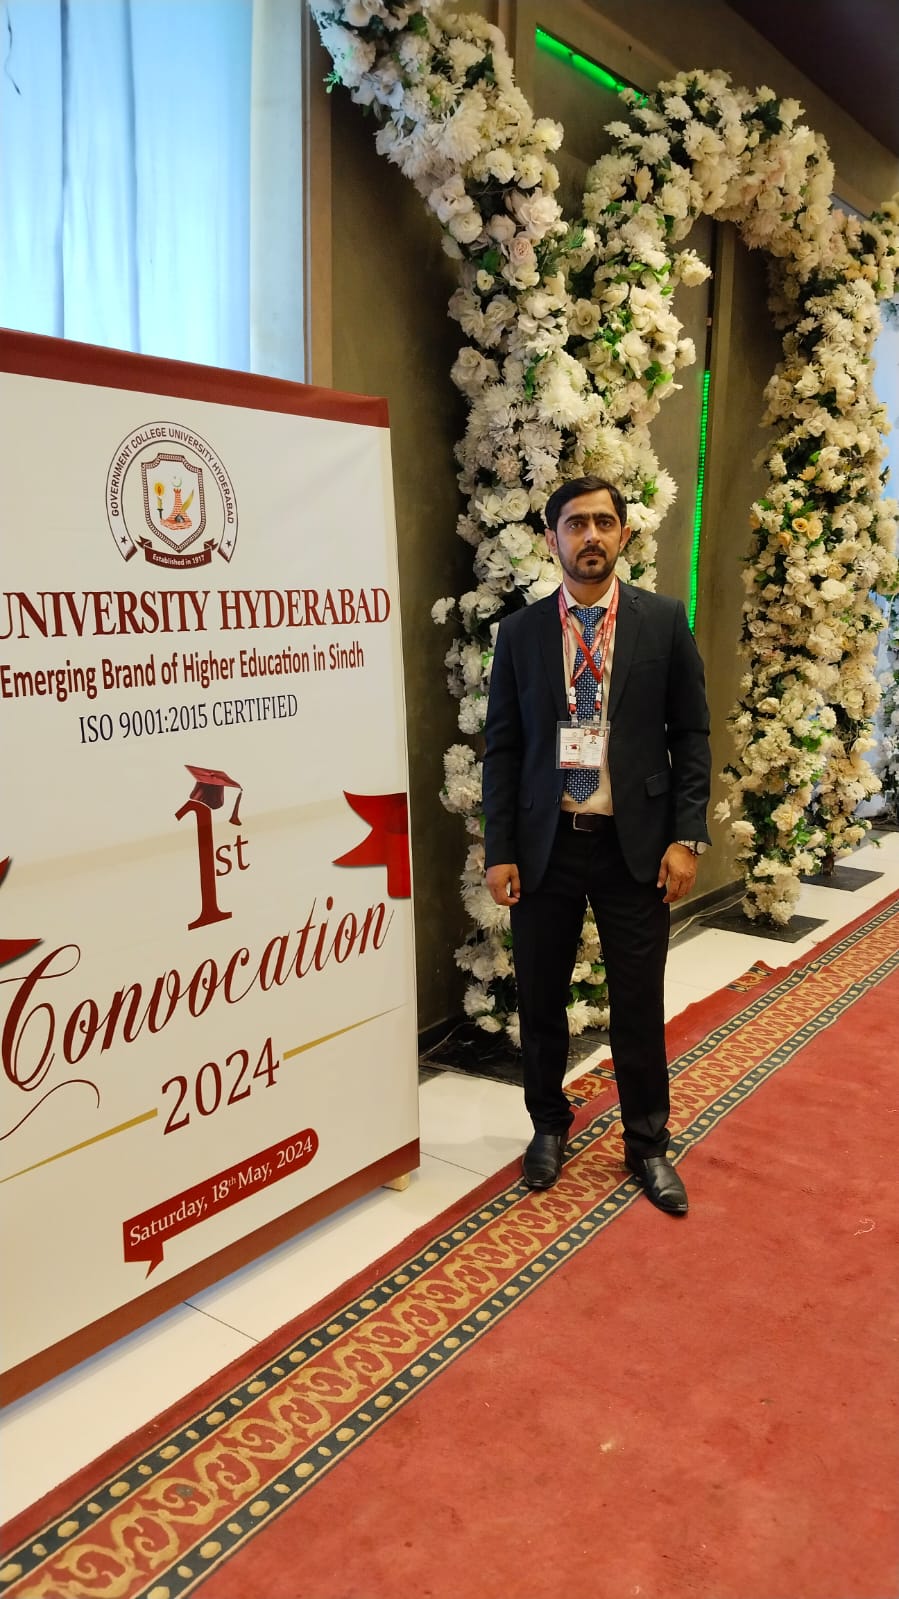 GOVERNMENT COLLEGE UNIVERSITY HYDERABAD
Established in 1917
UNIVERSITY HYDERABAD
Emerging Brand of Higher Education in Sindh
ISO 9001:2015 CERTIFIED
1st
Convocation
2024
Saturday, 18th May, 2024